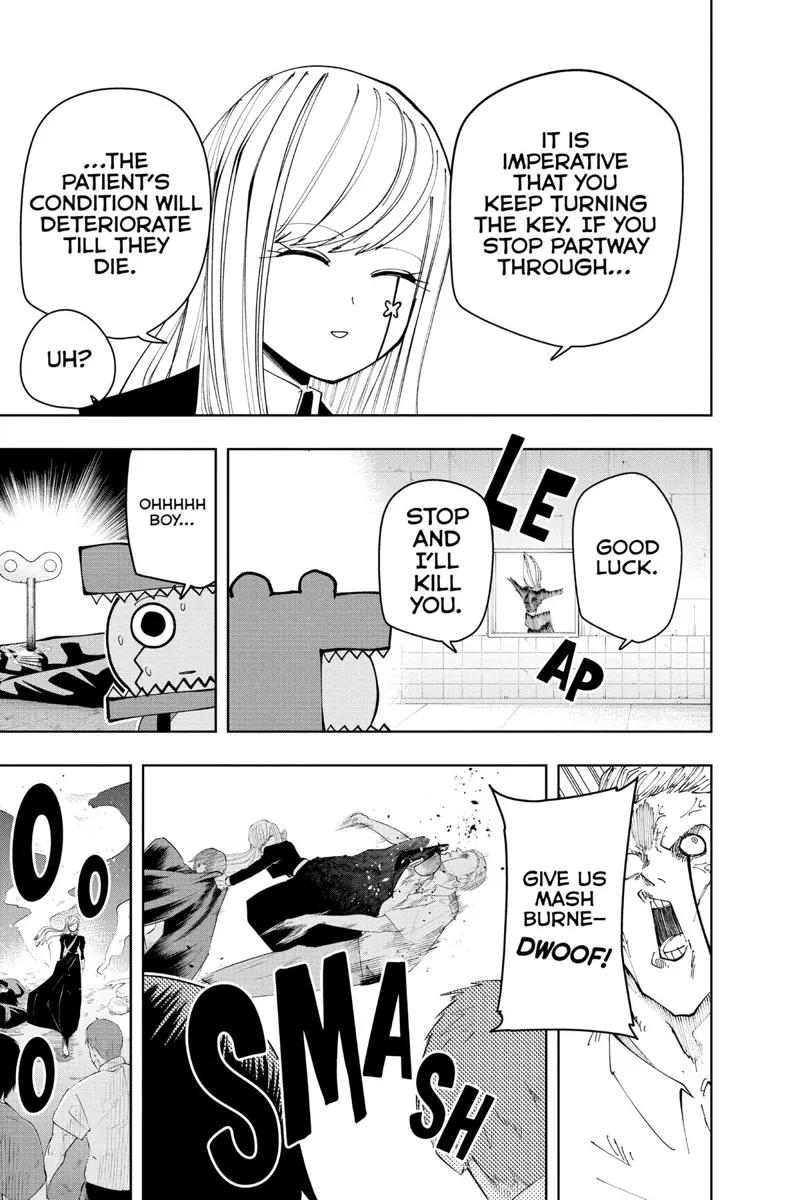 IT IS
IMPERATIVE
THAT YOU
KEEP TURNING
THE KEY. IF YOU
STOP PARTWAY
THROUGH...
...THE
PATIENT'S
CONDITION WILL
DETERIORATE
TILL THEY
DIE.
UH?
GOOD
LUCK.
LE
AP
STOP
AND
I'LL
KILL
YOU.
OHHHHH
BOY...
GIVE US
MASH
BURNE–
DWOOF!
SMASH
O
O
O